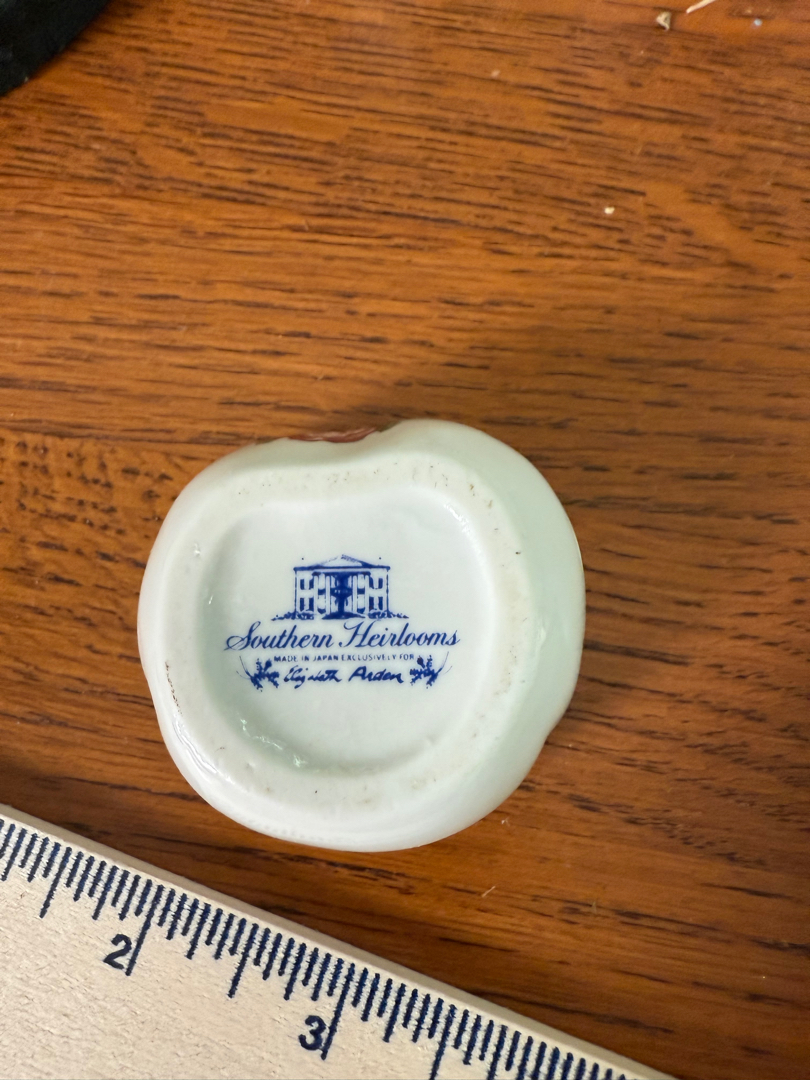 Southern Heirlooms
MADE IN JAPAN EXCLUSIVELY FOR
Elizabeth Arden
2
3